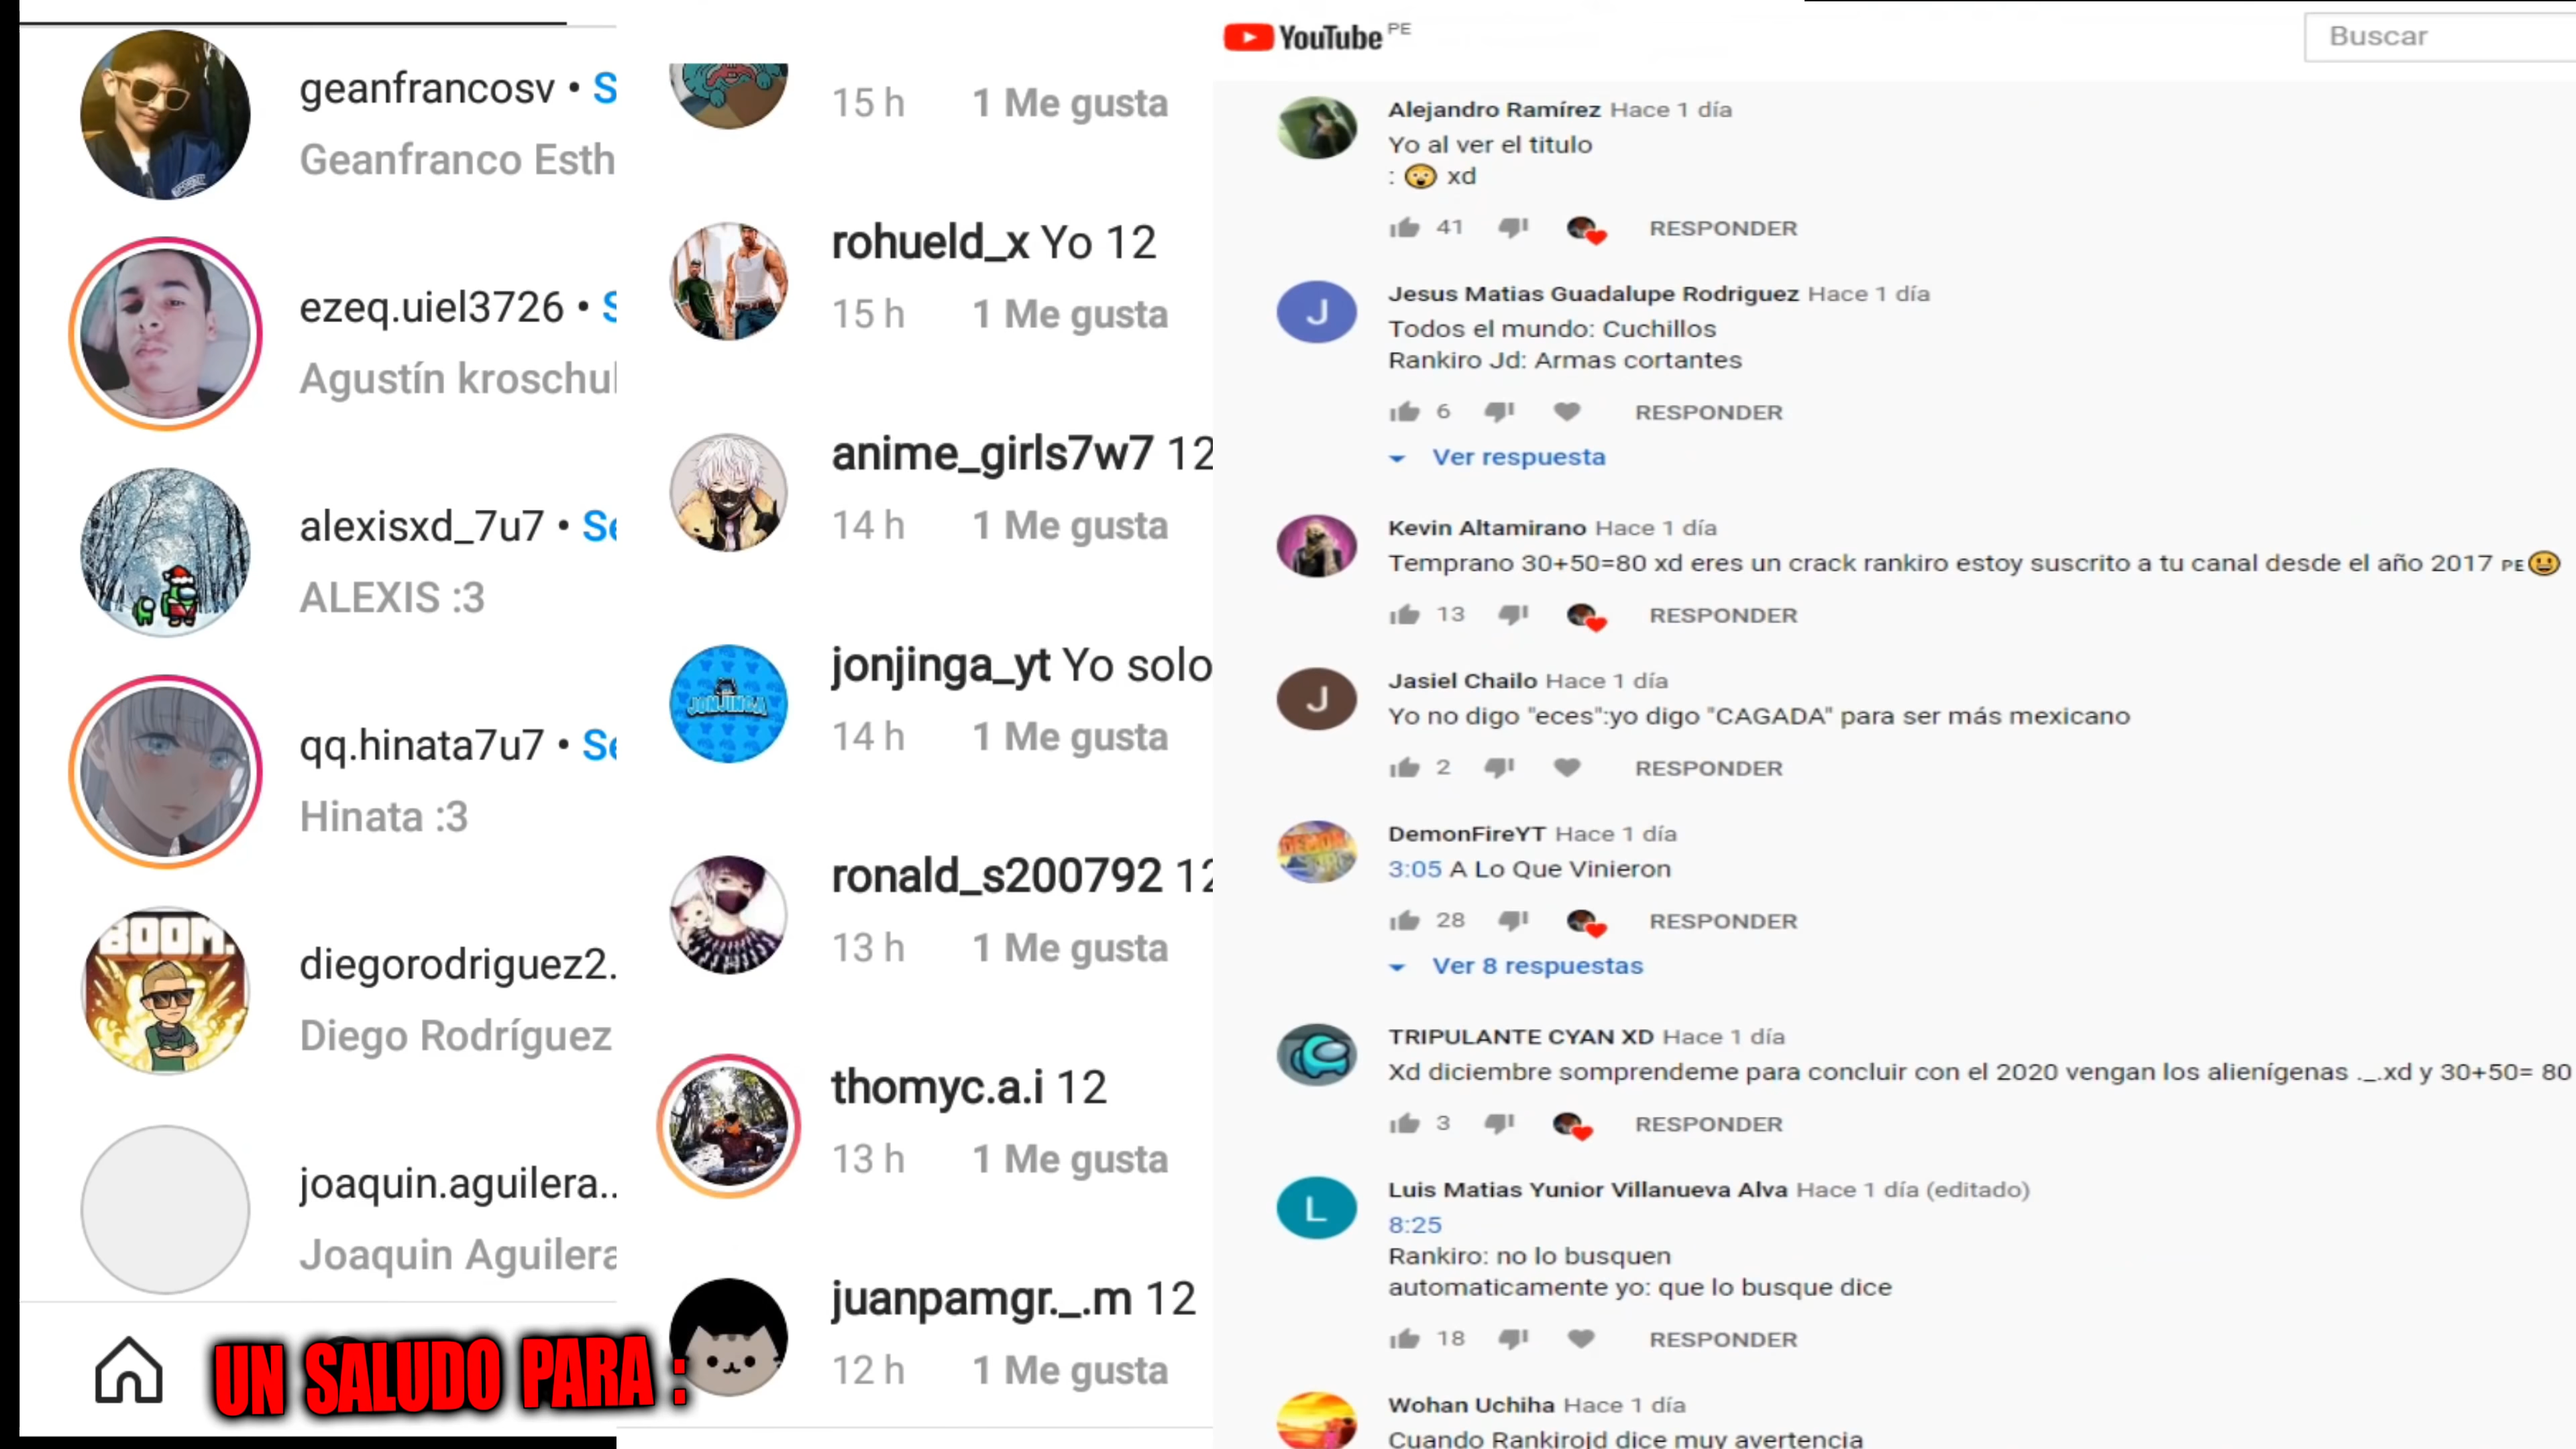 geanfrancosv • S
Geanfranco Esth
ezeq.uiel3726 •
Agustín kroschul
alexisxd_7u7 • Se
ALEXIS :3
qq.hinata7u7 • Se
Hinata :3
BOOM.
diegorodriguez2.
Diego Rodríguez
joaquin.aguilera..
Joaquin Aguilera
UN SALUDO PARA :
15 h 1 Me gusta
rohueld_x Yo 12
15 h 1 Me gusta
anime_girls7w7 12
14 h 1 Me gusta
JONJINGA
jonjinga_yt Yo solo
14 h 1 Me gusta
ronald_s200792 12
13 h 1 Me gusta
thomyc.a.i 12
13 h 1 Me gusta
juanpamgr._.m 12
12 h 1 Me gusta
YouTube PE
Buscar
Alejandro Ramírez Hace 1 día
Yo al ver el titulo
: 😮 xd
41 RESPONDER
J
Jesus Matias Guadalupe Rodriguez Hace 1 día
Todos el mundo: Cuchillos
Rankiro Jd: Armas cortantes
6 RESPONDER
Ver respuesta
Kevin Altamirano Hace 1 día
Temprano 30+50=80 xd eres un crack rankiro estoy suscrito a tu canal desde el año 2017 PE😀
13 RESPONDER
J
Jasiel Chailo Hace 1 día
Yo no digo "eces":yo digo "CAGADA" para ser más mexicano
2 RESPONDER
DemonFireYT Hace 1 día
3:05 A Lo Que Vinieron
28 RESPONDER
Ver 8 respuestas
TRIPULANTE CYAN XD Hace 1 día
Xd diciembre somprendeme para concluir con el 2020 vengan los alienígenas ._.xd y 30+50= 80
3 RESPONDER
L
Luis Matias Yunior Villanueva Alva Hace 1 día (editado)
8:25
Rankiro: no lo busquen
automaticamente yo: que lo busque dice
18 RESPONDER
Wohan Uchiha Hace 1 día
Cuando Rankirojd dice muy avertencia